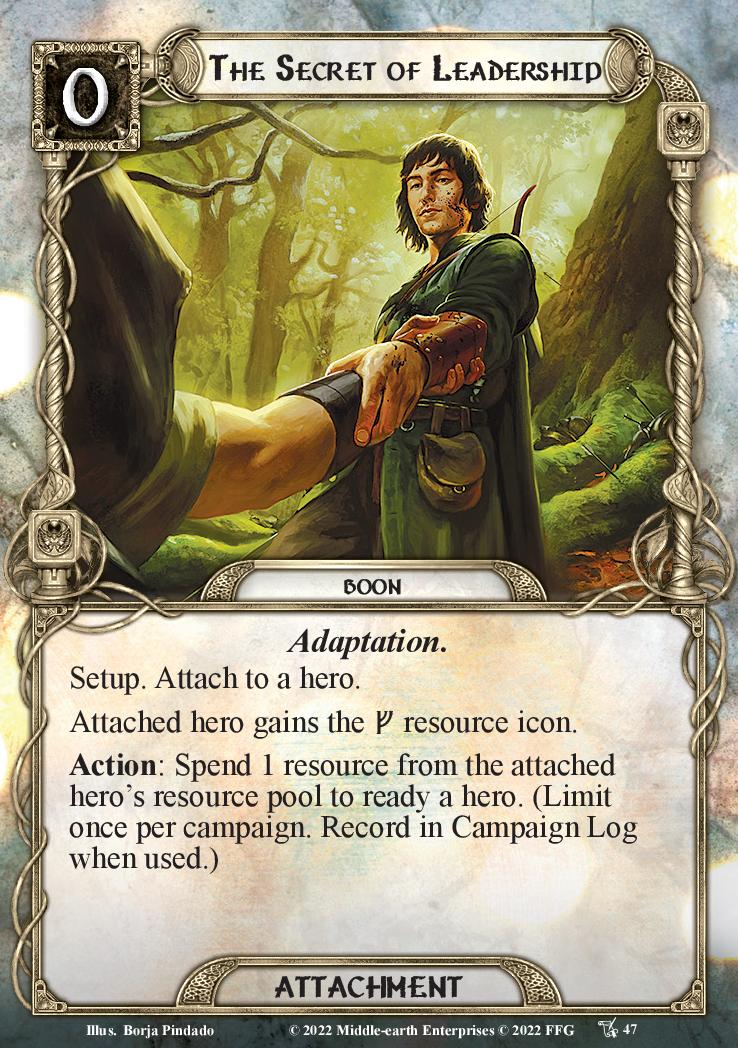 0
The Secret of Leadership
BOON
Adaptation.
Setup. Attach to a hero.
Attached hero gains the ᚠ resource icon.
Action: Spend 1 resource from the attached
hero’s resource pool to ready a hero. (Limit
once per campaign. Record in Campaign Log
when used.)
ATTACHMENT
Illus. Borja Pindado © 2022 Middle-earth Enterprises © 2022 FFG 47